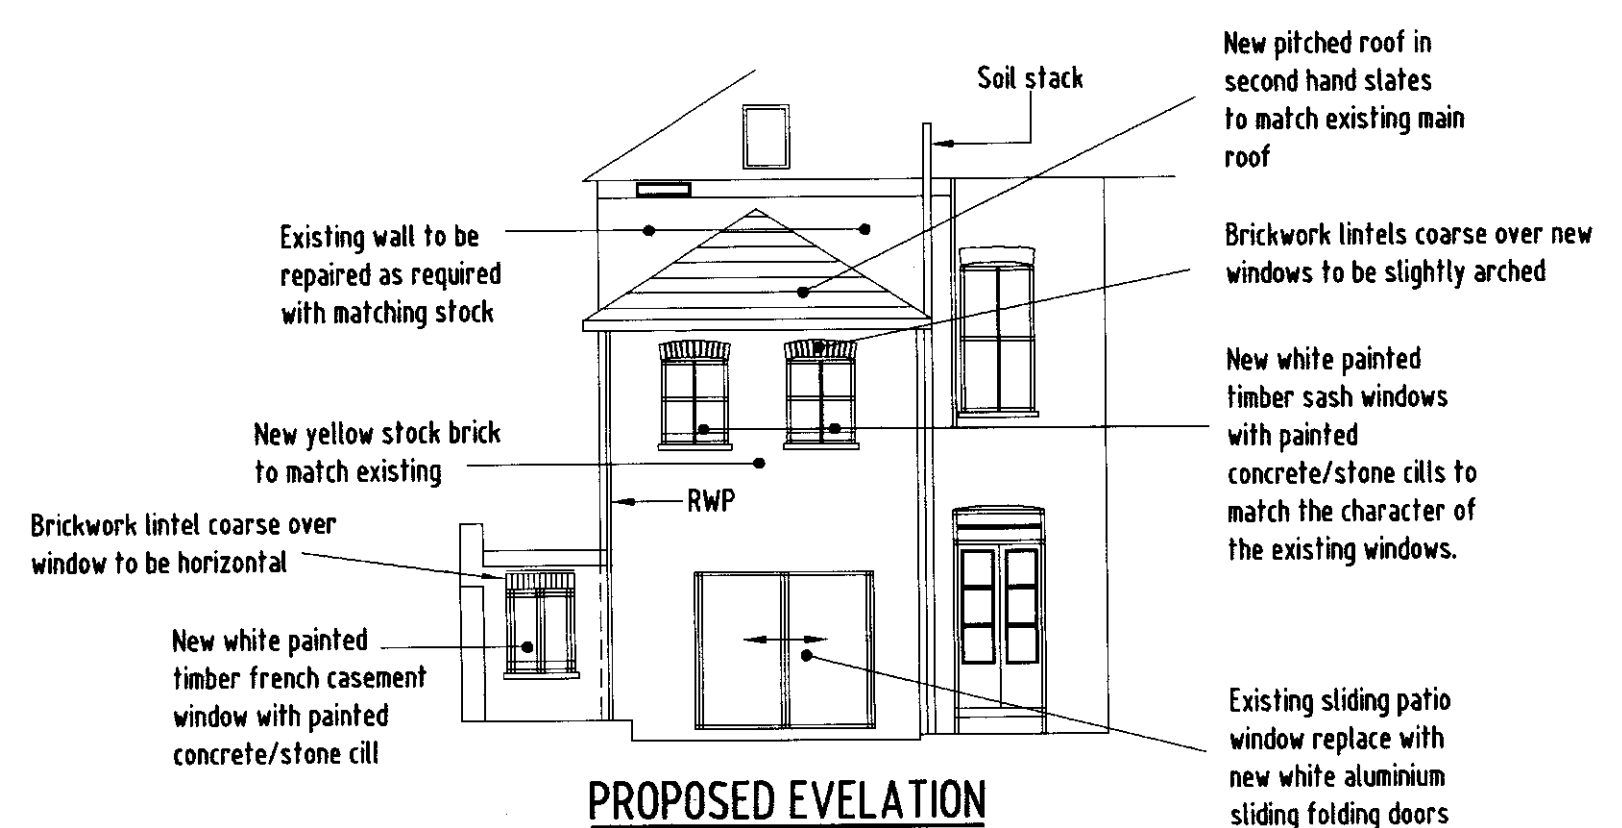 Soil stack
New pitched roof in
second hand slates
to match existing main
roof
Existing wall to be
repaired as required
with matching stock
Brickwork lintels coarse over new
windows to be slightly arched
New white painted
timber sash windows
with painted
concrete/stone cills to
match the character of
the existing windows.
New yellow stock brick
to match existing
RWP
Brickwork lintel coarse over
window to be horizontal
New white painted
timber french casement
window with painted
concrete/stone cill
Existing sliding patio
window replace with
new white aluminium
sliding folding doors
PROPOSED EVELATION